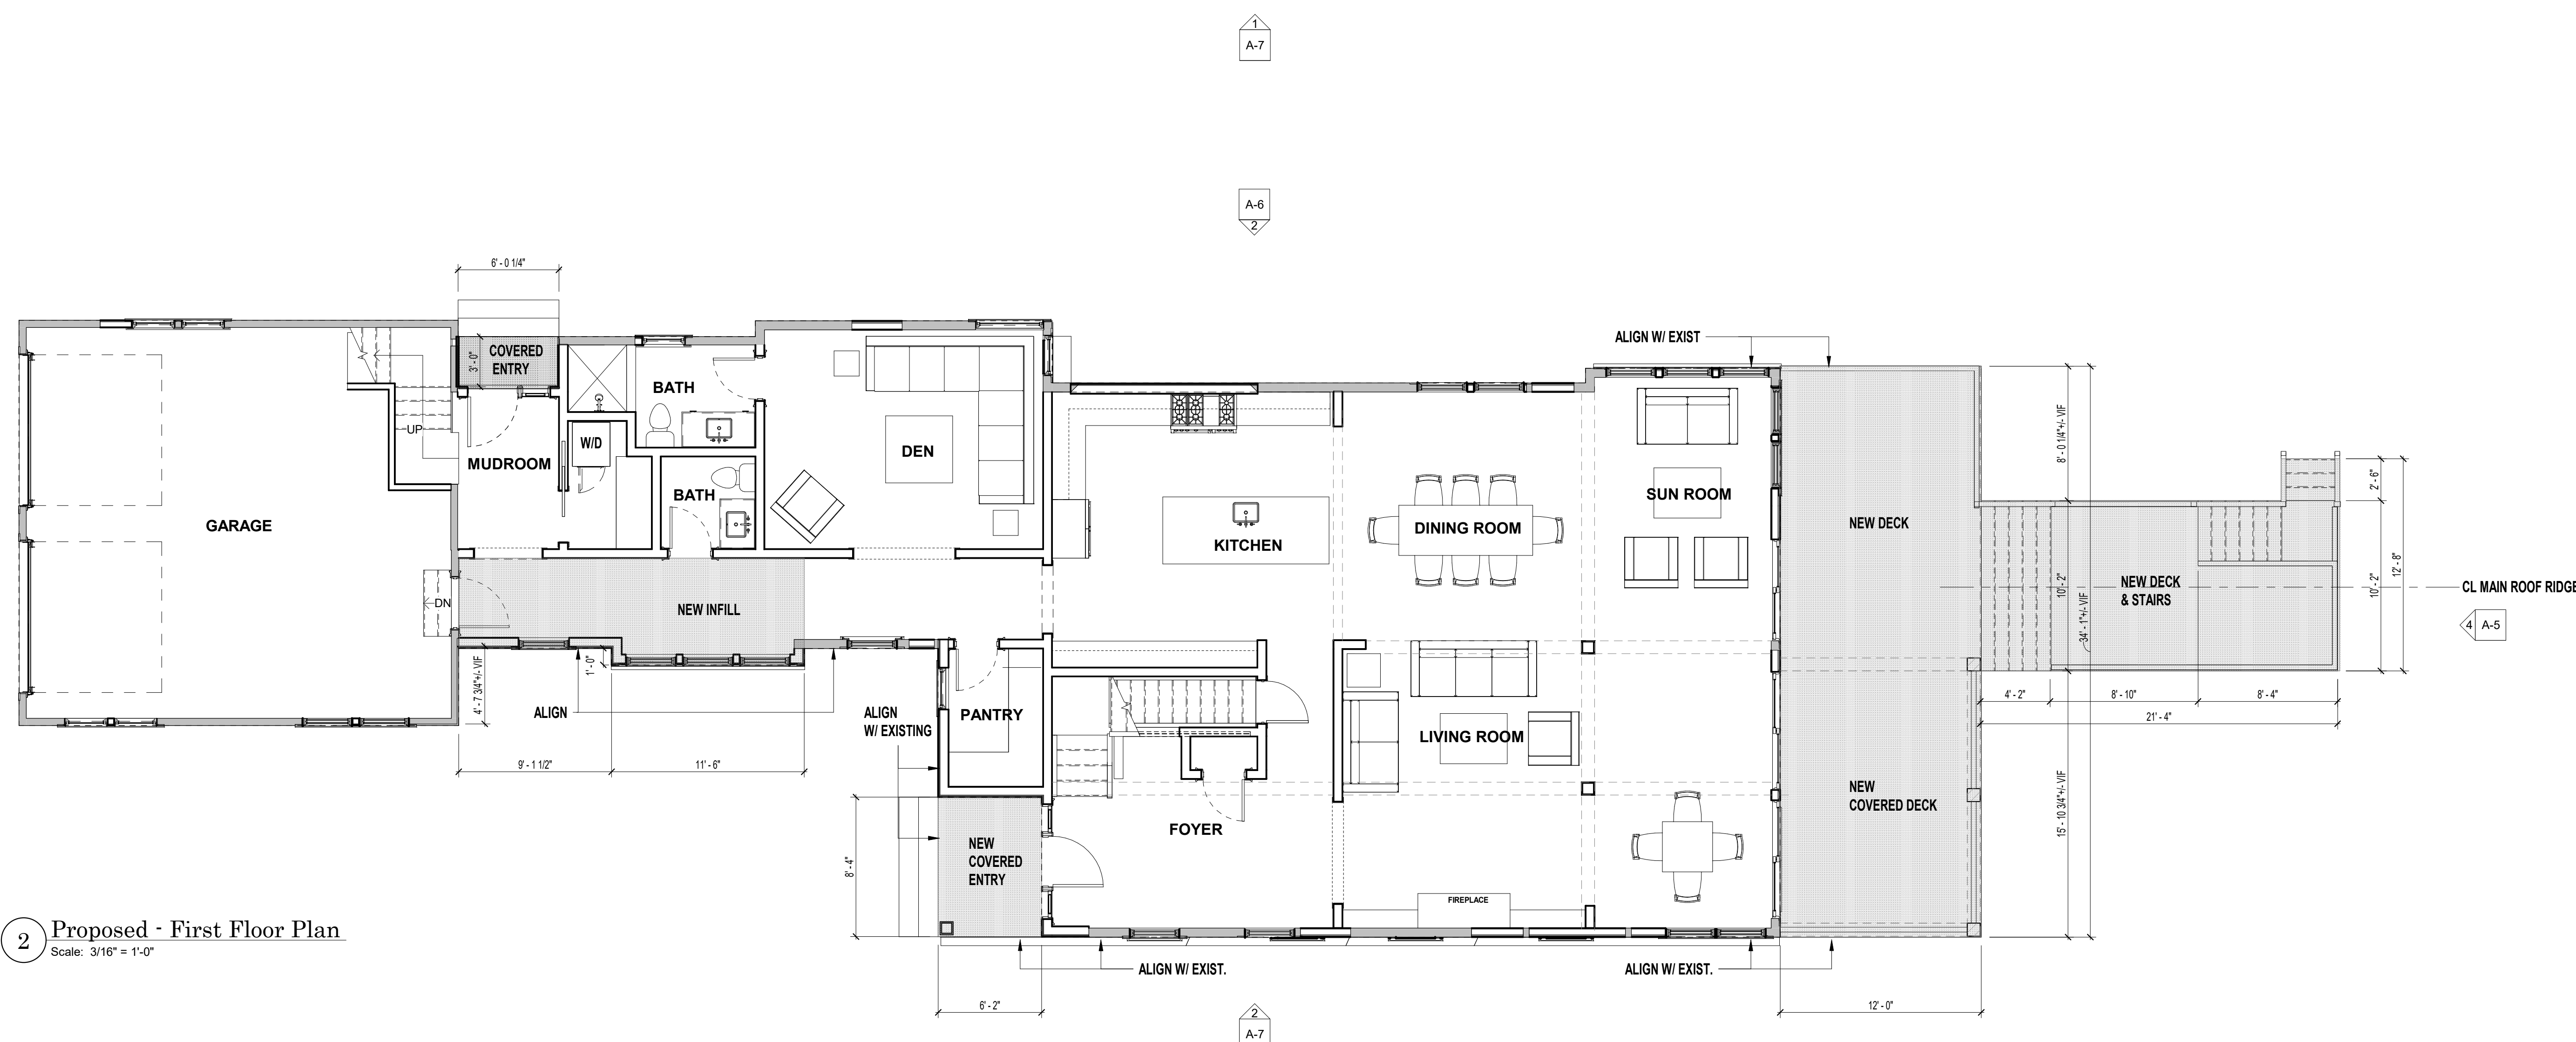 1
A-7
A-6
2
6' - 0 1/4"
ALIGN W/ EXIST
COVERED
ENTRY
3' - 0"
BATH
W/D
UP
MUDROOM
DEN
BATH
GARAGE
KITCHEN
DINING ROOM
SUN ROOM
NEW DECK
8' - 0 1/4"+/- VIF
2' - 6"
10' - 2"
12' - 8"
10' - 2"
34' - 1"+/- VIF
NEW DECK
& STAIRS
CL MAIN ROOF RIDGE
4
A-5
DN
NEW INFILL
1' - 0"
4' - 7 3/4"+/- VIF
ALIGN
ALIGN
W/ EXISTING
PANTRY
LIVING ROOM
4' - 2"
8' - 10"
8' - 4"
21' - 4"
9' - 1 1/2"
11' - 6"
NEW
COVERED DECK
15' - 10 3/4"+/- VIF
FOYER
8' - 4"
NEW
COVERED
ENTRY
FIREPLACE
2
Proposed - First Floor Plan
Scale: 3/16" = 1'-0"
ALIGN W/ EXIST.
ALIGN W/ EXIST.
6' - 2"
12' - 0"
2
A-7